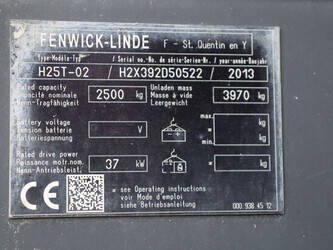 FENWICK-LINDE F - St. Quentin en Y
Type-Modèle-Typ / Serial no.-No. de série-Serien-Nr. / year-année-Baujahr
H25T-02 / H2X392D50522 / 2013
Rated capacity Unladen mass
Capacité nominale 2500 kg Masse à vide 3970 kg
Nenn-Tragfähigkeit Leergewicht
Battery voltage max. kg
Tension batterie V
Batteriespannung min. kg
Rated drive power
Puissance motr.nom. 37 kW kg
Nenn-Antriebsleist.
CE see Operating instructions
voir Mode d'emploi
siehe Betriebsanleitung 000 938 45 12